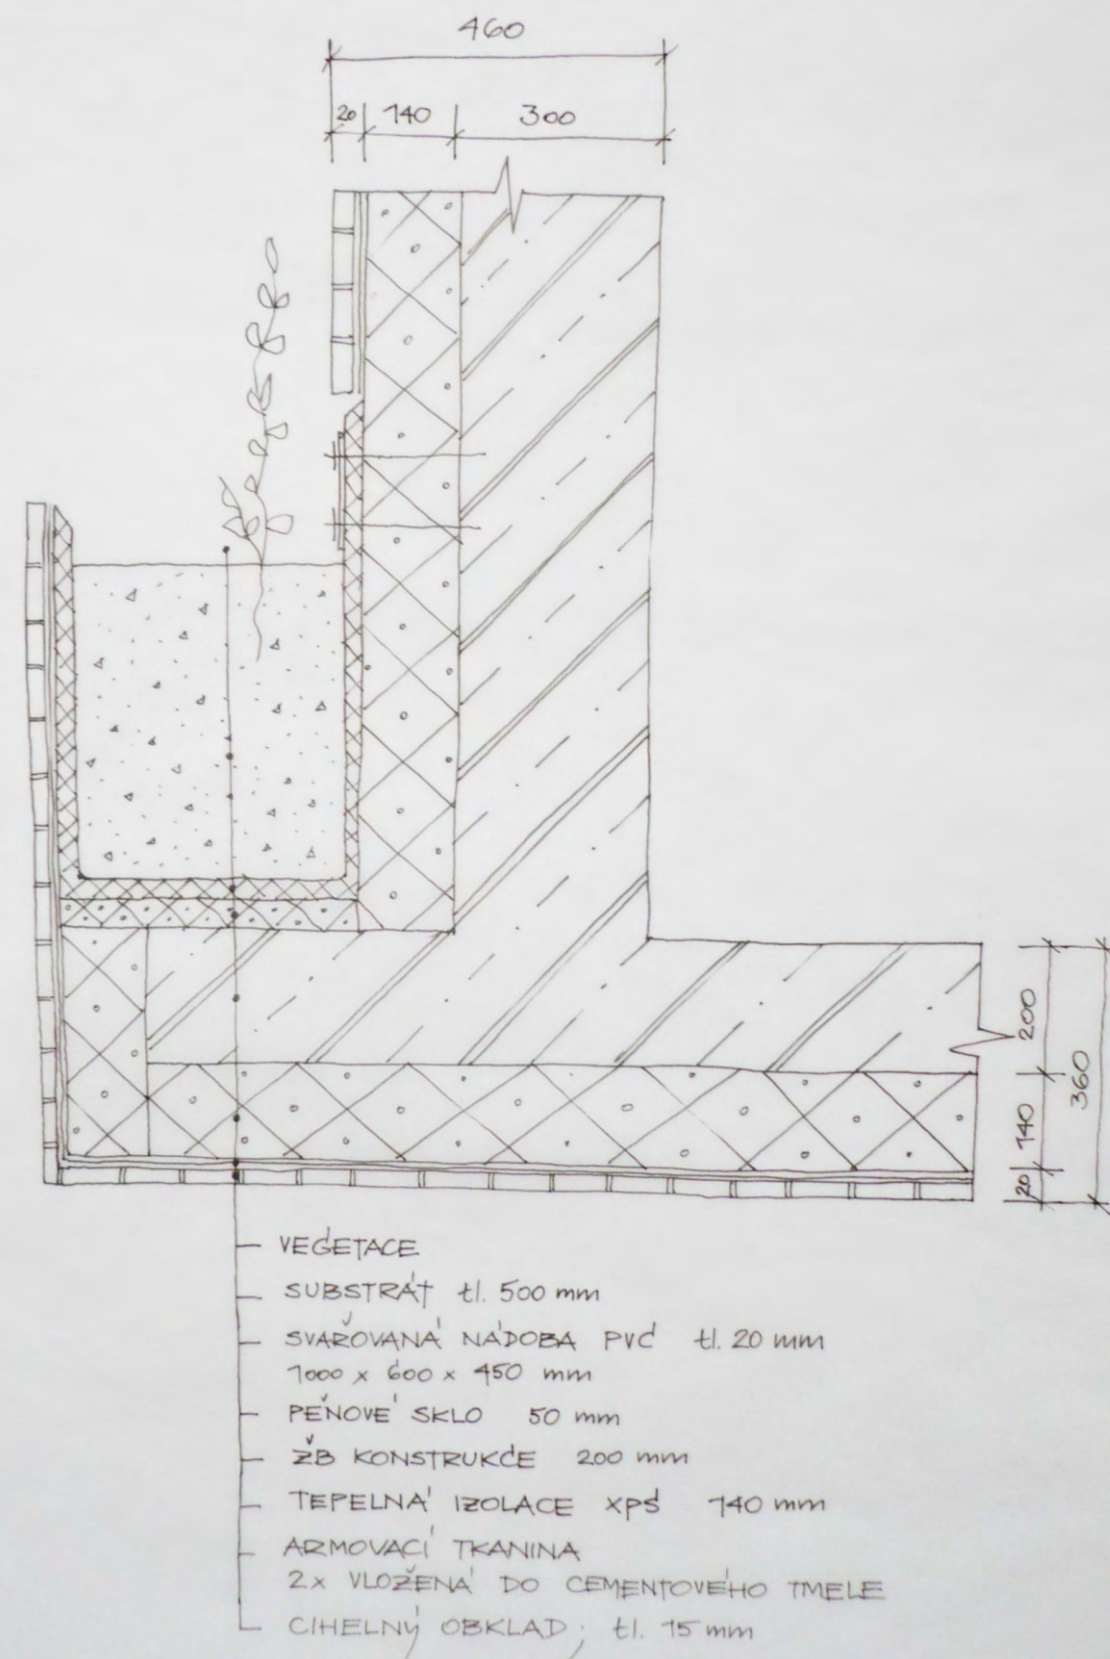 460
20 140 300
200
140
20
360
VEGETACE
SUBSTRÁT tl. 500 mm
SVAŘOVANÁ NÁDOBA PVC tl. 20 mm
1000 x 600 x 450 mm
PĚNOVÉ SKLO 50 mm
ŽB KONSTRUKCE 200 mm
TEPELNÁ IZOLACE XPS 140 mm
ARMOVACÍ TKANINA
2x VLOŽENÁ DO CEMENTOVÉHO TMELE
CIHELNÝ OBKLAD, tl. 15 mm